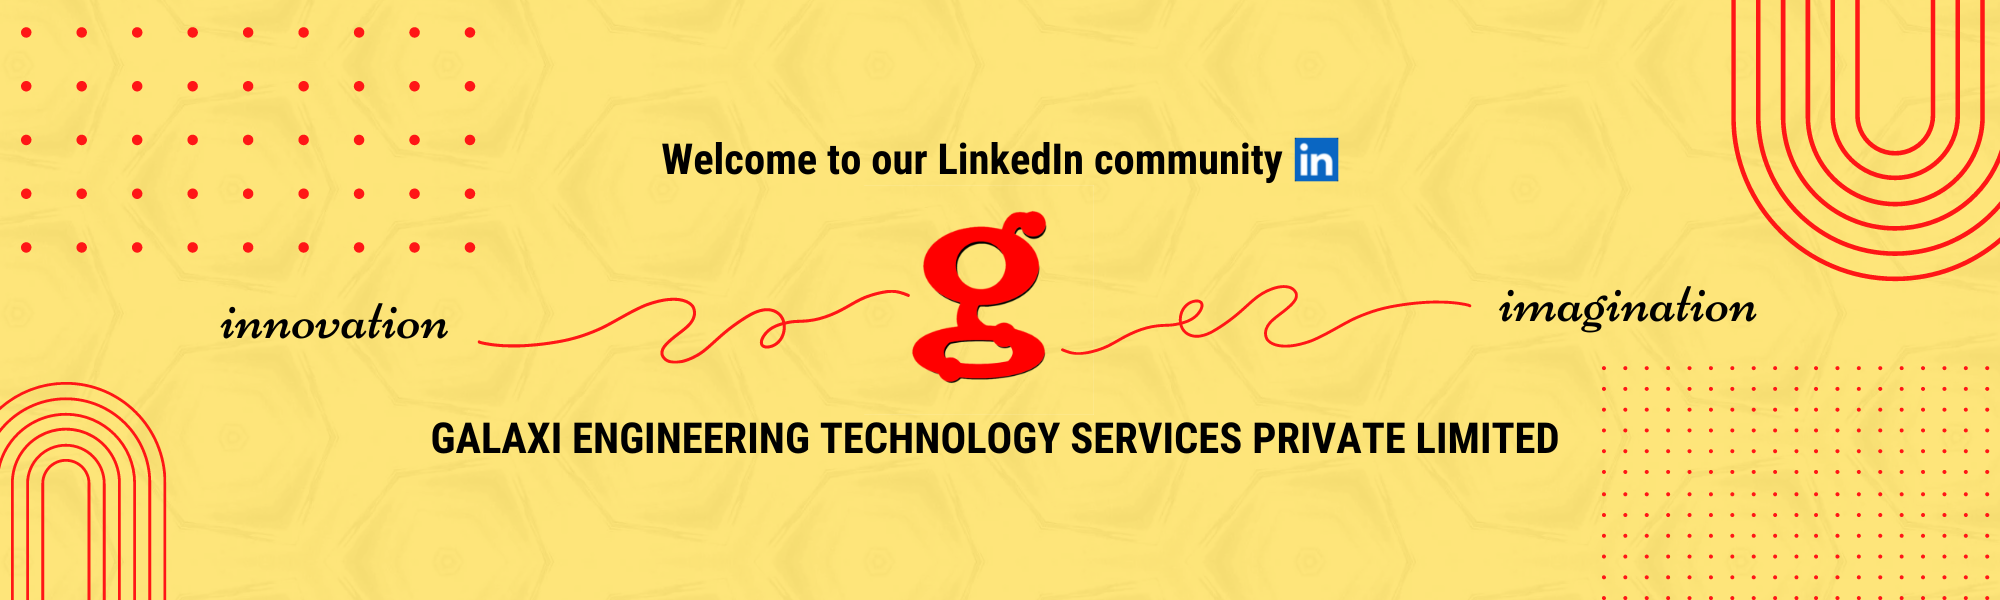 Welcome to our LinkedIn community in
g
innovation
imagination
GALAXI ENGINEERING TECHNOLOGY SERVICES PRIVATE LIMITED